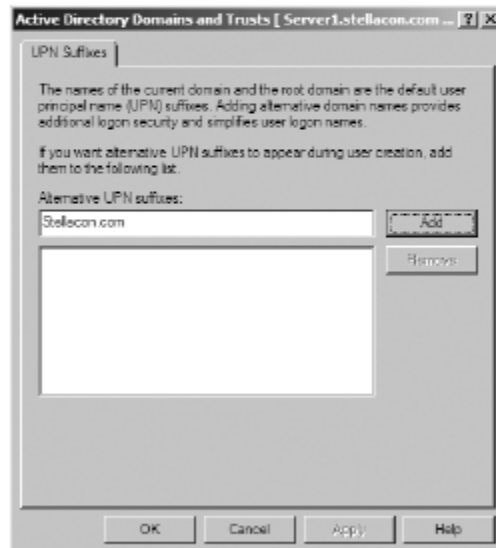 Active Directory Domains and Trusts [ Server1.stellacon.com ... ? X
UPN Suffixes
The names of the current domain and the root domain are the default user
principal name (UPN) suffixes. Adding alternative domain names provides
additional logon security and simplifies user logon names.
If you want alternative UPN suffixes to appear during user creation, add
them to the following list.
Alternative UPN suffixes:
Stellacon.com
Add
Remove
OK
Cancel
Apply
Help